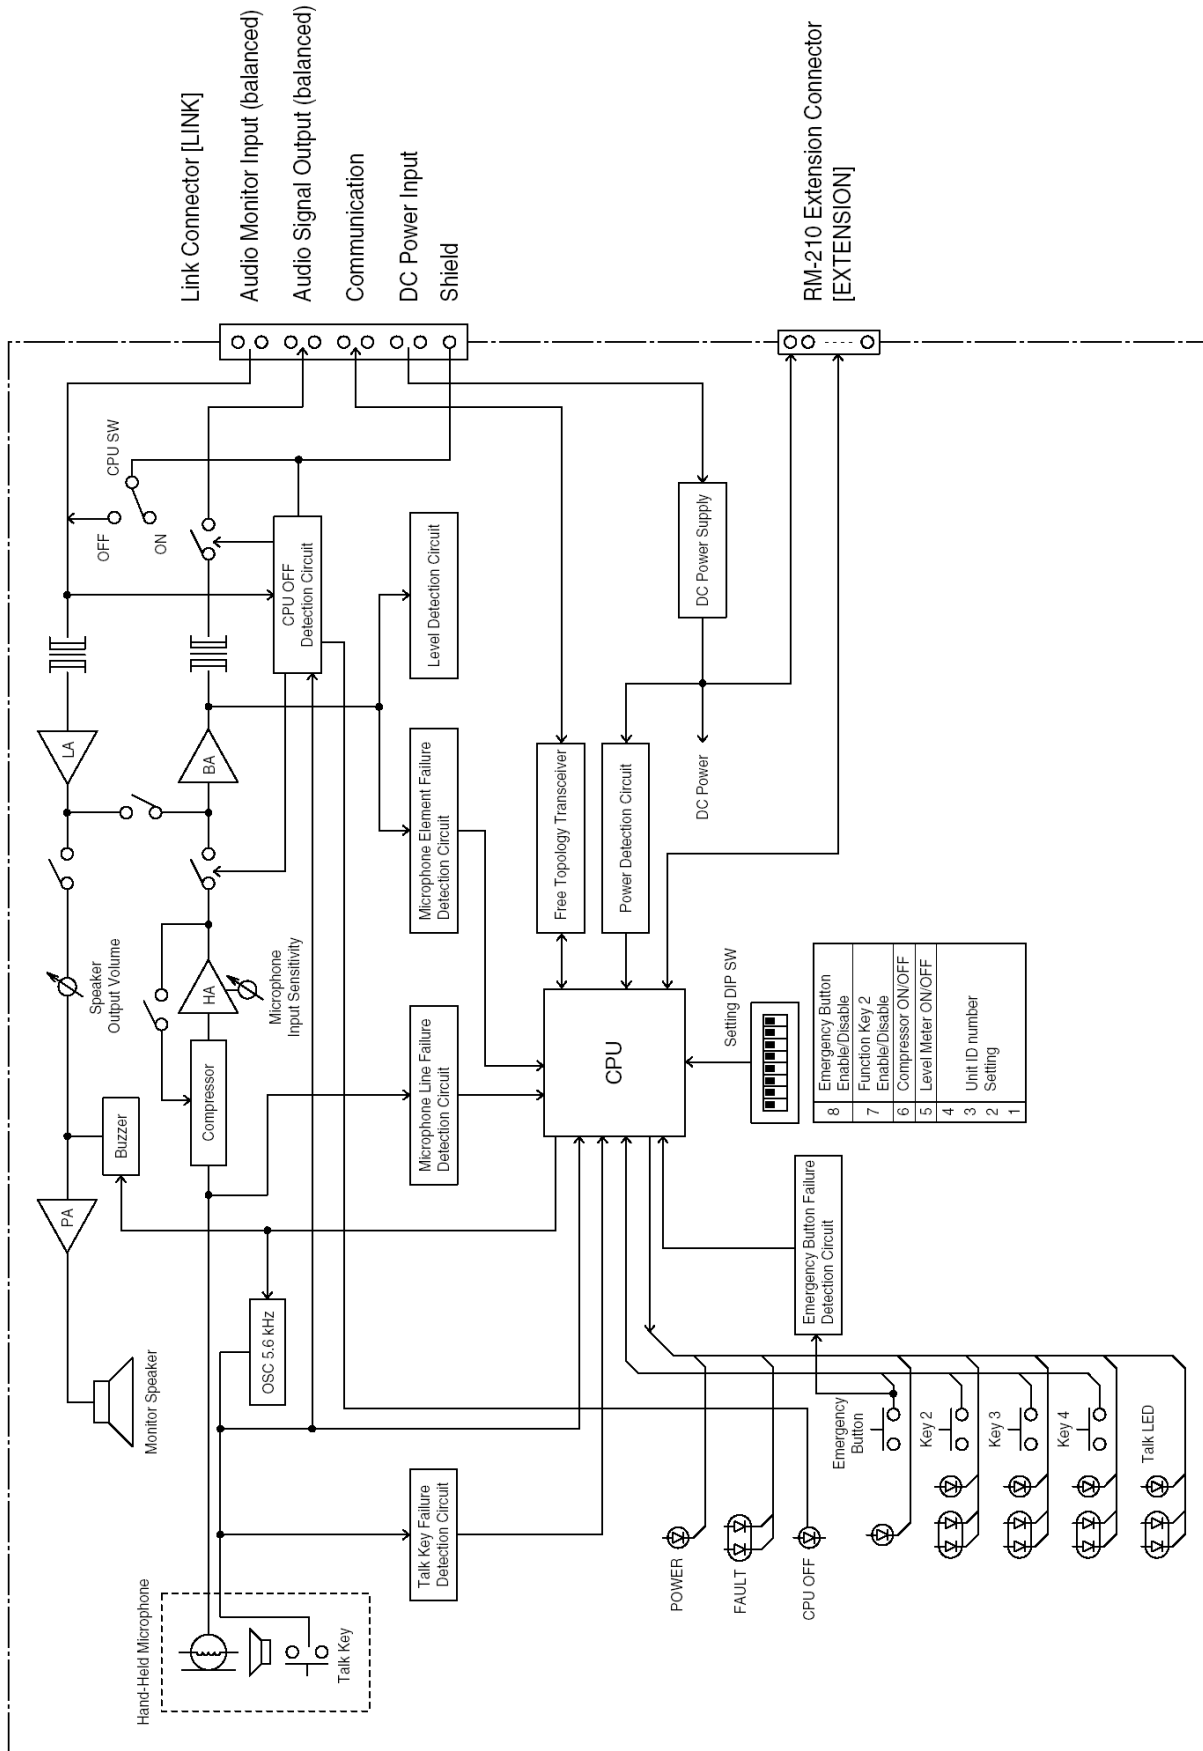 Link Connector [LINK]
Audio Monitor Input (balanced)
Audio Signal Output (balanced)
Communication
DC Power Input
Shield
RM-210 Extension Connector
[EXTENSION]
CPU SW
OFF
ON
CPU OFF
Detection Circuit
Level Detection Circuit
DC Power Supply
LA
BA
Microphone Element Failure
Detection Circuit
Free Topology Transceiver
Power Detection Circuit
DC Power
Speaker
Output Volume
HA
Microphone
Input Sensitivity
Compressor
Buzzer
PA
Microphone Line Failure
Detection Circuit
CPU
Setting DIP SW
8 Emergency Button
Enable/Disable
7 Function Key 2
Enable/Disable
6 Compressor ON/OFF
5 Level Meter ON/OFF
4
3 Unit ID number
2 Setting
1
Emergency Button Failure
Detection Circuit
OSC 5.6 kHz
Monitor Speaker
Talk Key Failure
Detection Circuit
Emergency
Button
Key 2
Key 3
Key 4
Talk LED
POWER
FAULT
CPU OFF
Hand-Held Microphone
Talk Key